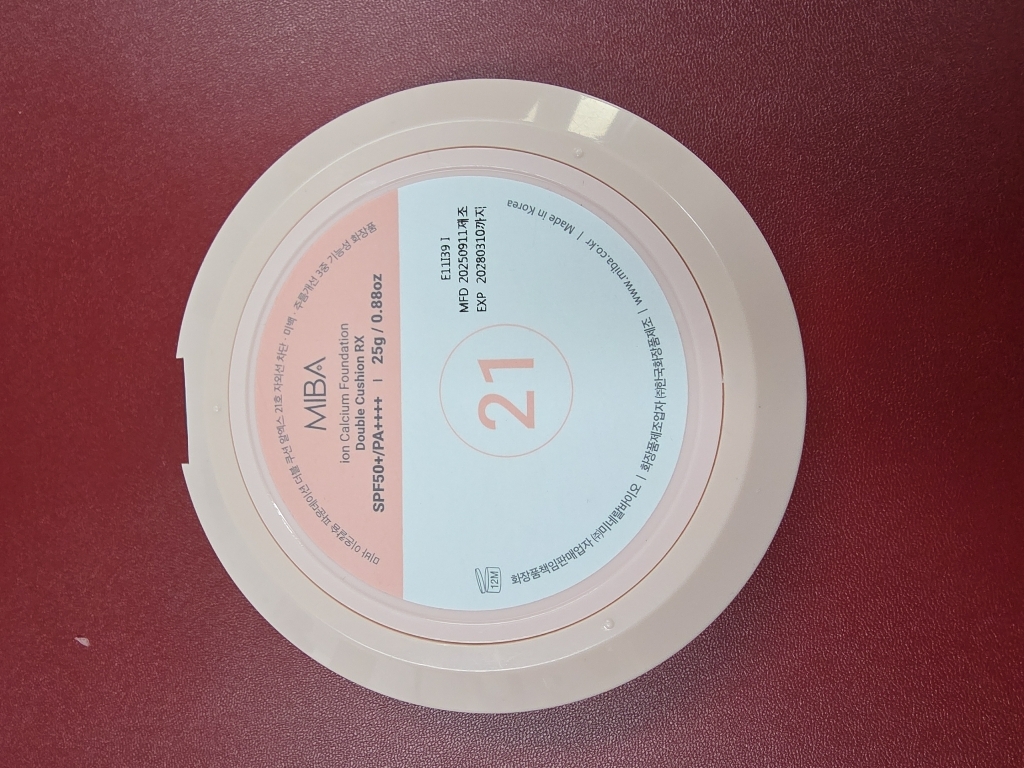 미바 이온칼슘 파운데이션 더블 쿠션 알엑스 21호 자외선 차단 · 미백 · 주름개선 3중 기능성 화장품
MIBA
ion Calcium Foundation
Double Cushion RX
SPF50+/PA++++ | 25g / 0.88oz
E11I39 I
MFD 20250911제조
EXP 20280310까지
21
12M
화장품책임판매업자 ㈜미네랄바이오 | 화장품제조업자 ㈜한국화장품제조 | www.miba.co.kr | Made in Korea